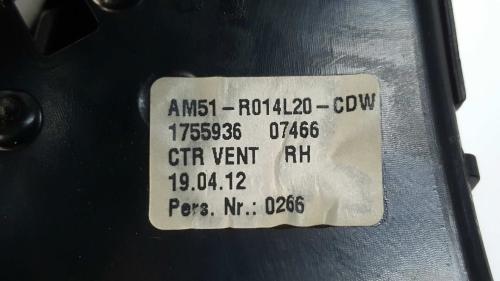 AM51-R014L20-CDW
1755936 07466
CTR VENT RH
19.04.12
Pers. Nr.: 0266